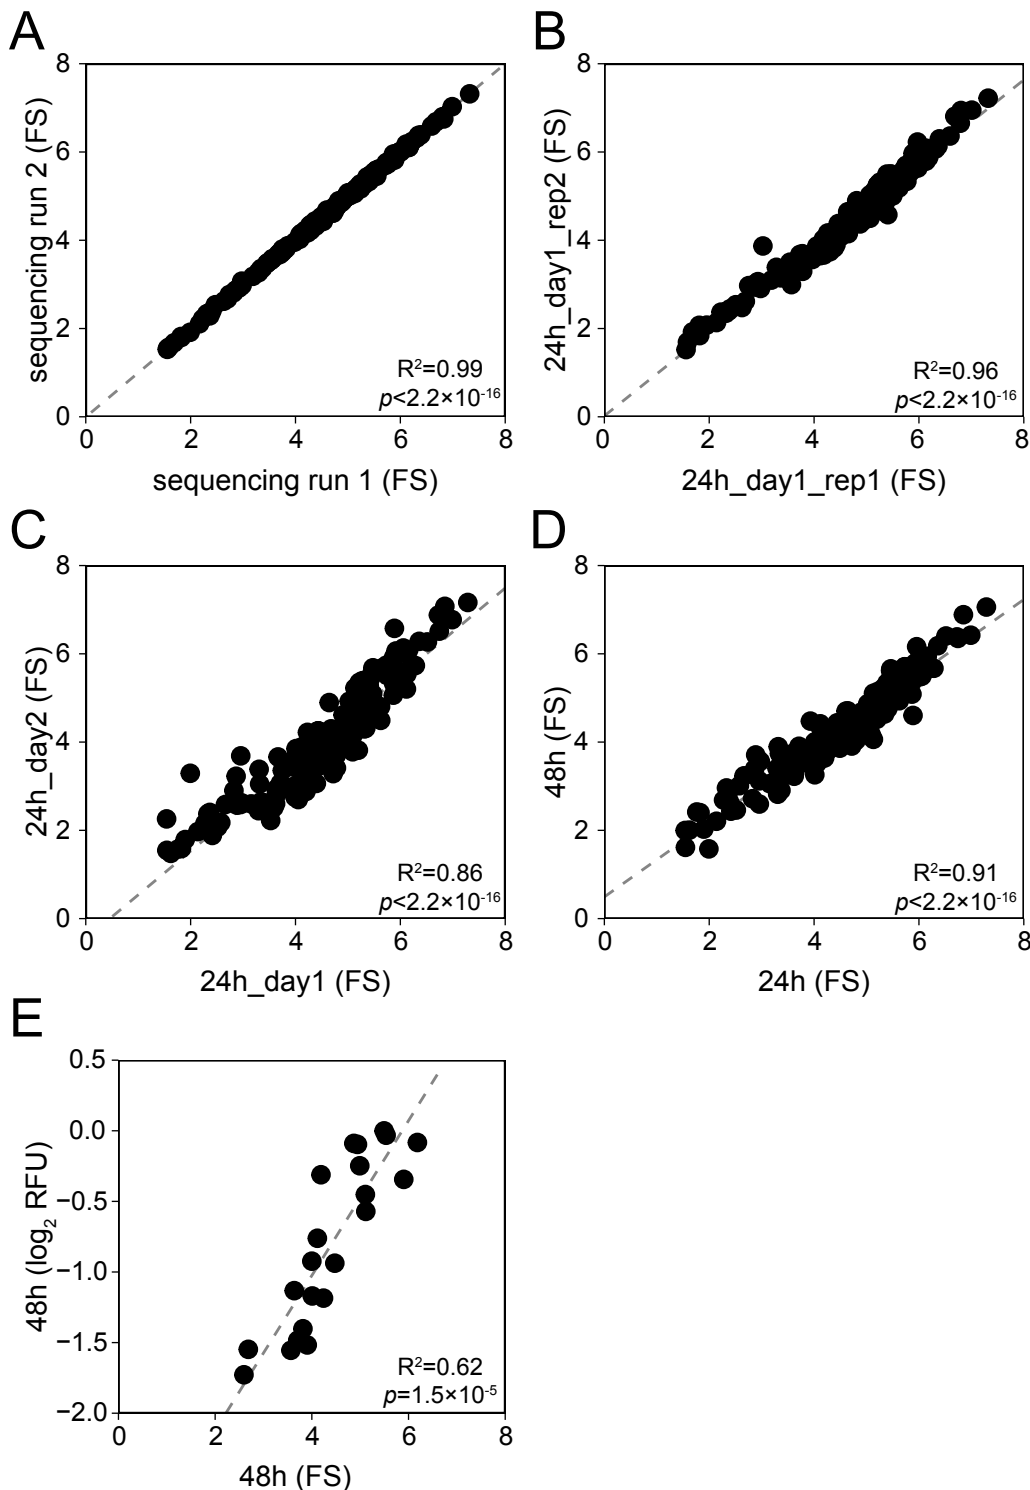 A
8
6
4
2
0
0 2 4 6 8
sequencing run 2 (FS)
sequencing run 1 (FS)
R²=0.99
p<2.2×10⁻¹⁶
B
8
6
4
2
0
0 2 4 6 8
24h_day1_rep2 (FS)
24h_day1_rep1 (FS)
R²=0.96
p<2.2×10⁻¹⁶
C
8
6
4
2
0
0 2 4 6 8
24h_day2 (FS)
24h_day1 (FS)
R²=0.86
p<2.2×10⁻¹⁶
D
8
6
4
2
0
0 2 4 6 8
48h (FS)
24h (FS)
R²=0.91
p<2.2×10⁻¹⁶
E
0.5
0.0
−0.5
−1.0
−1.5
−2.0
0 2 4 6 8
48h (log₂ RFU)
48h (FS)
R²=0.62
p=1.5×10⁻⁵